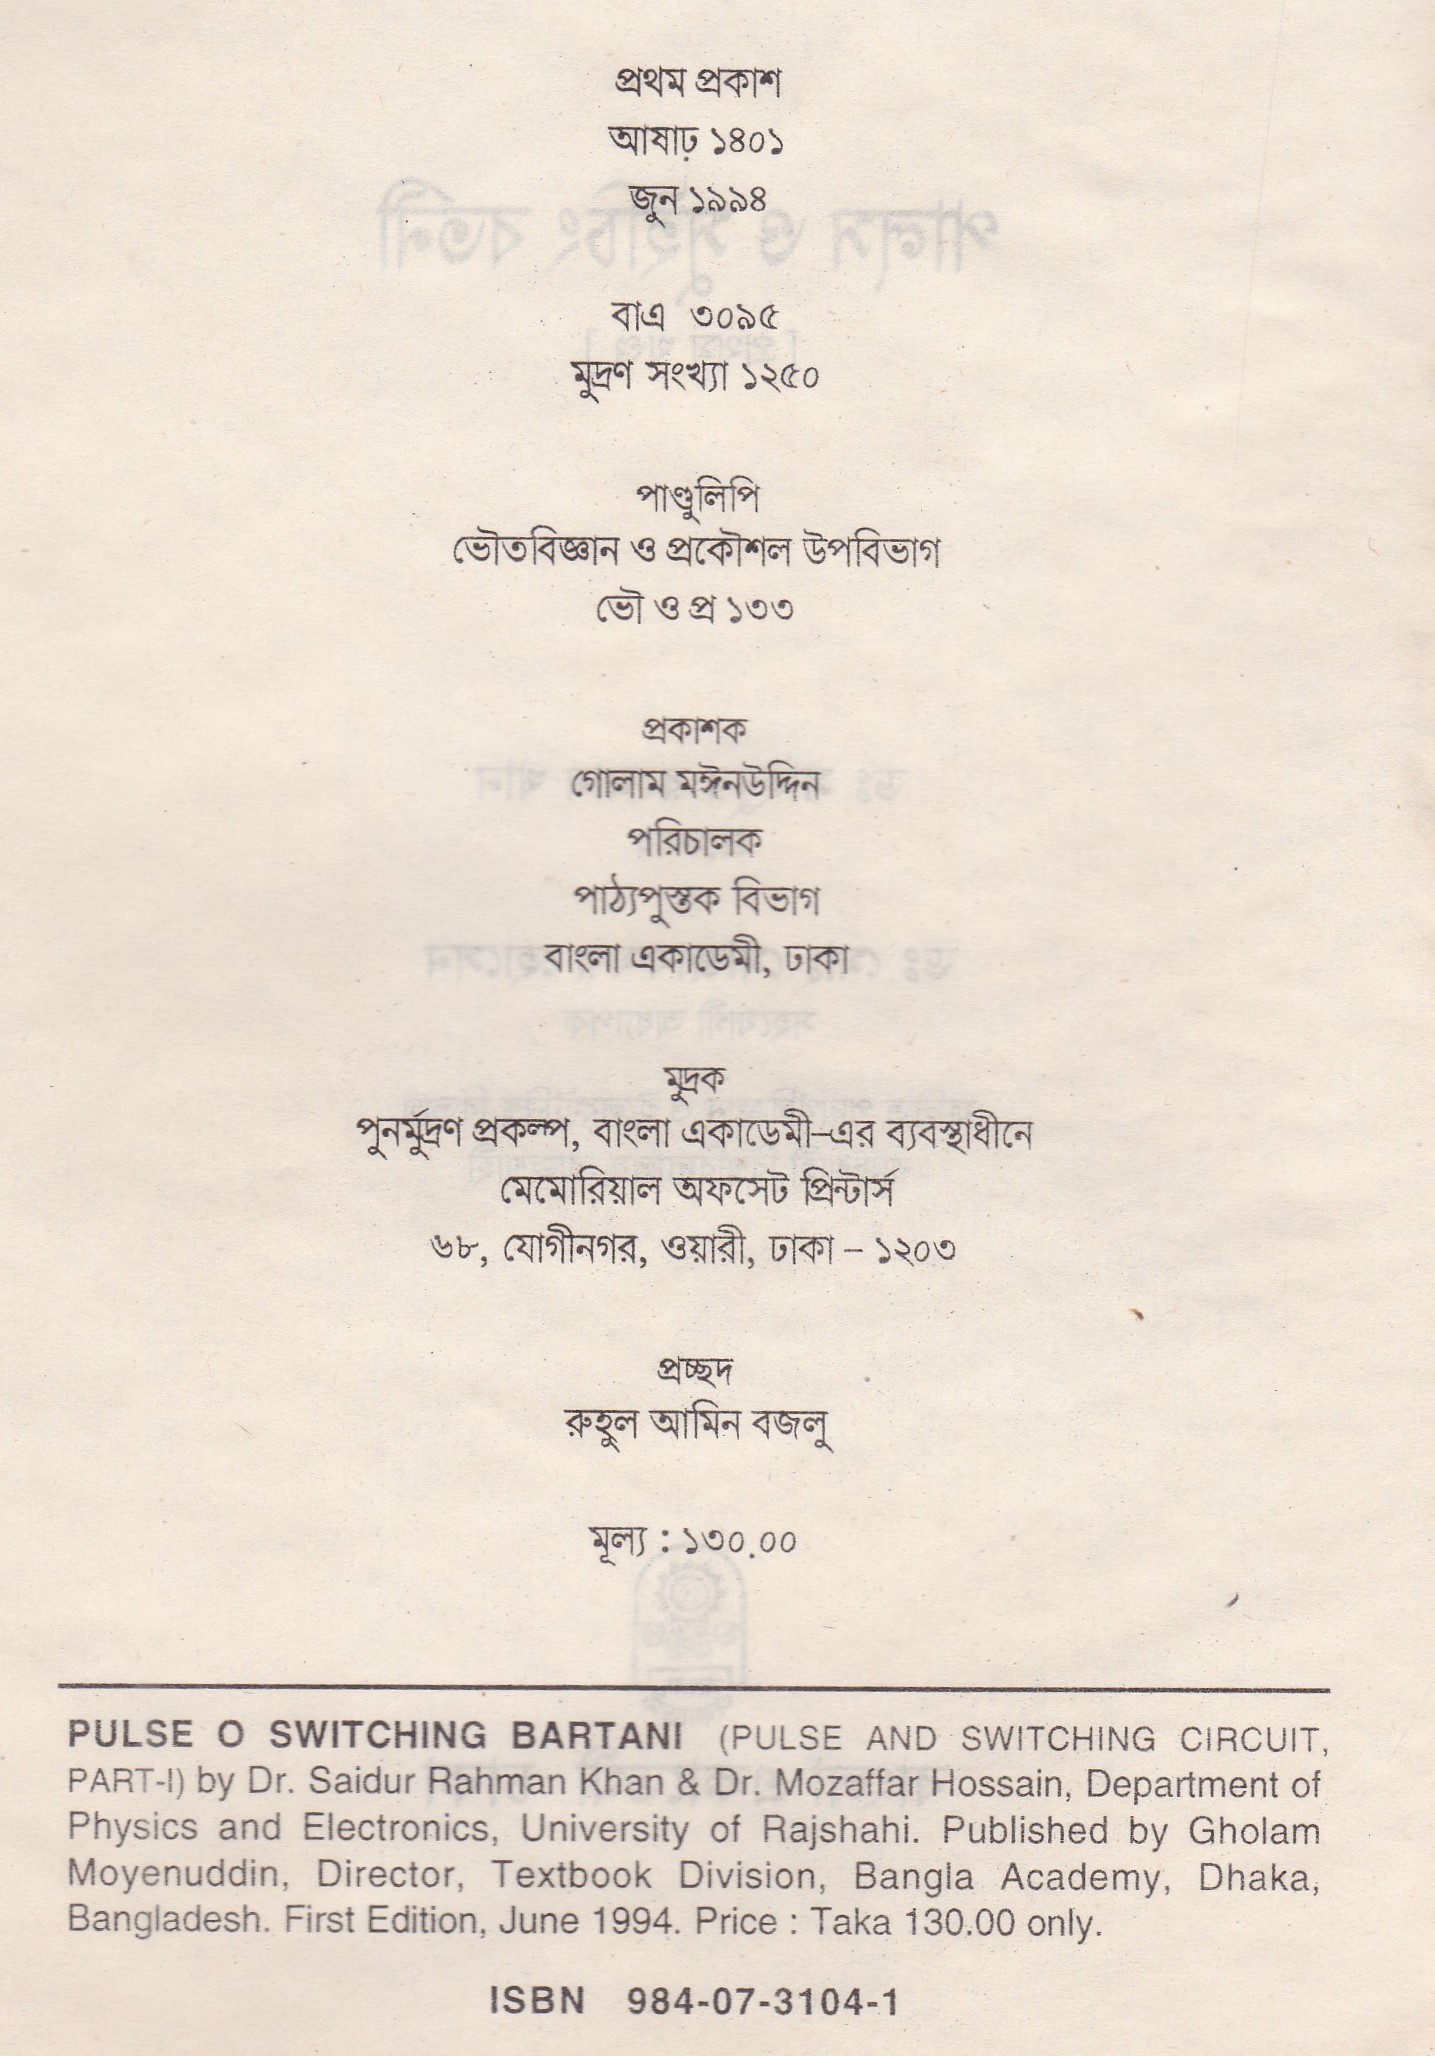 প্রথম প্রকাশ
আষাঢ় ১৪০১
জুন ১৯৯৪
বাএ ৩০৯৫
মুদ্রণ সংখ্যা ১২৫০
পাণ্ডুলিপি
ভৌতবিজ্ঞান ও প্রকৌশল উপবিভাগ
ভৌ ও প্র ১৩৩
প্রকাশক
গোলাম মঈনউদ্দিন
পরিচালক
পাঠ্যপুস্তক বিভাগ
বাংলা একাডেমী, ঢাকা
মুদ্রক
পুনর্মুদ্রণ প্রকল্প, বাংলা একাডেমী–এর ব্যবস্থাধীনে
মেমোরিয়াল অফসেট প্রিন্টার্স
৬৮, যোগীনগর, ওয়ারী, ঢাকা – ১২০৩
প্রচ্ছদ
রুহুল আমিন বজলু
মূল্য : ১৩০.০০
PULSE O SWITCHING BARTANI (PULSE AND SWITCHING CIRCUIT,
PART-I) by Dr. Saidur Rahman Khan & Dr. Mozaffar Hossain, Department of
Physics and Electronics, University of Rajshahi. Published by Gholam
Moyenuddin, Director, Textbook Division, Bangla Academy, Dhaka,
Bangladesh. First Edition, June 1994. Price : Taka 130.00 only.
ISBN 984-07-3104-1